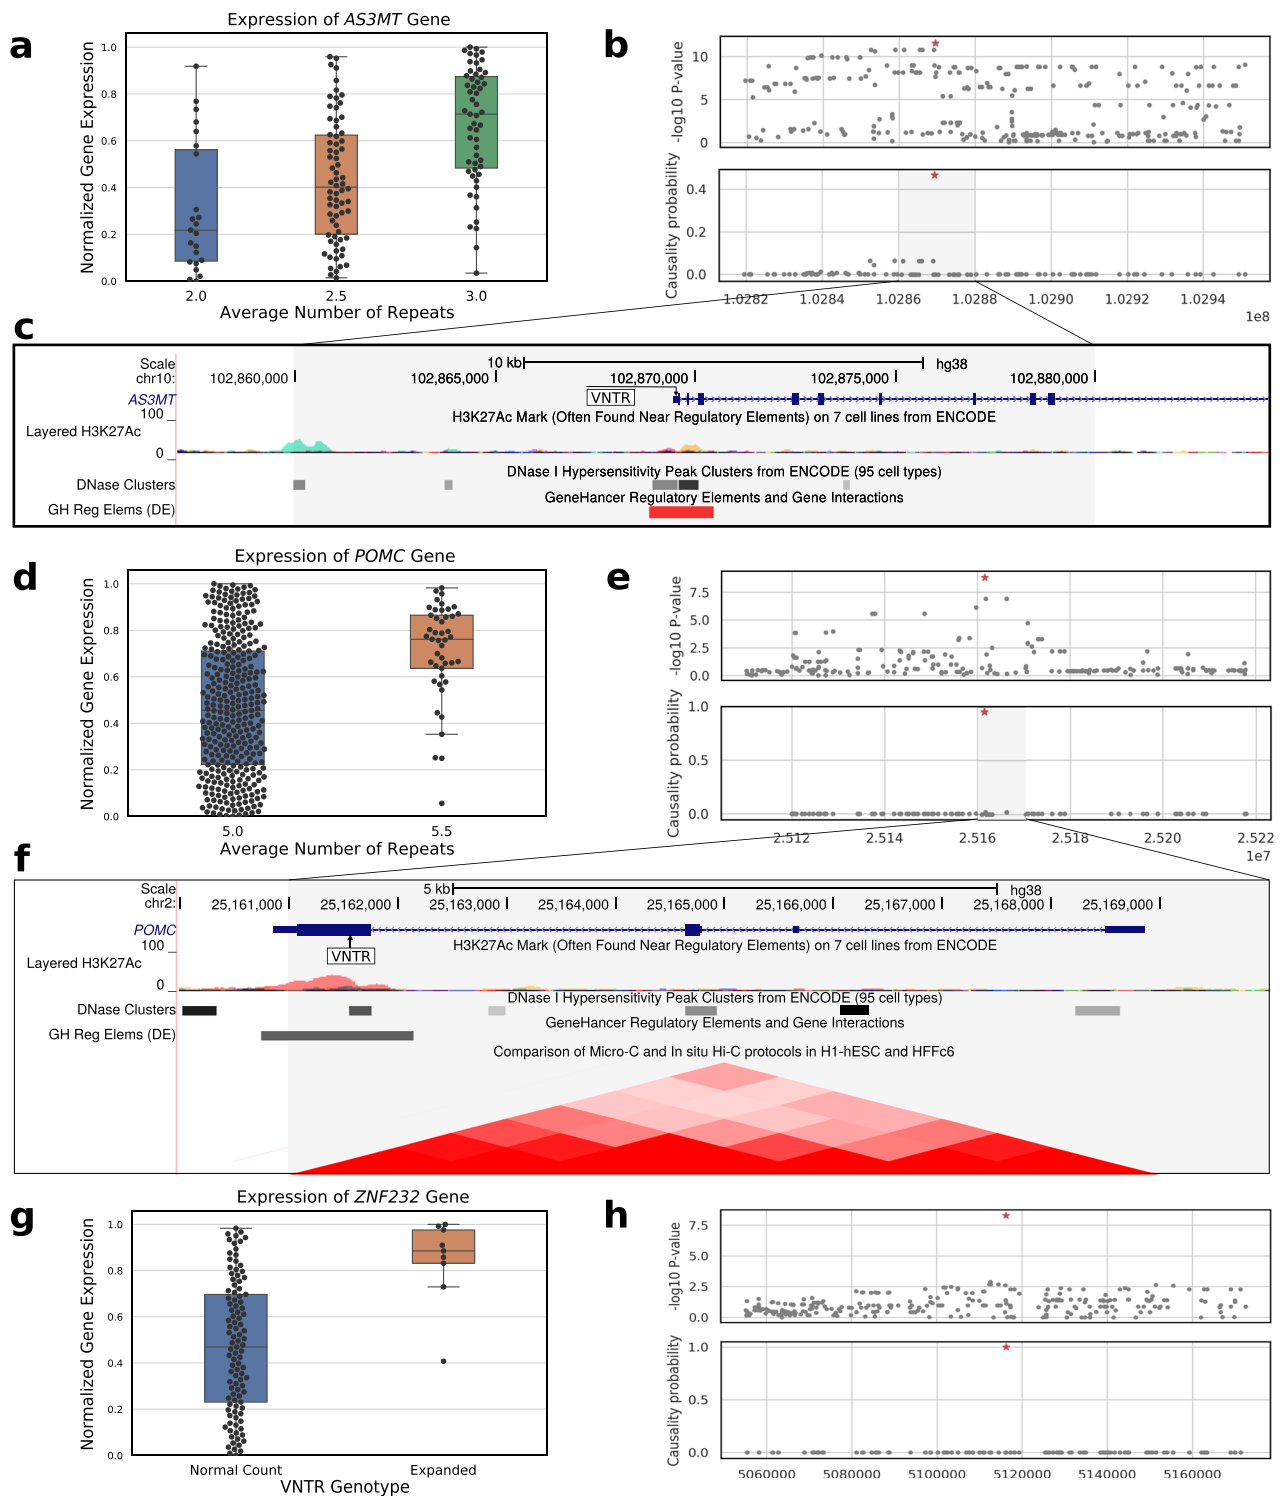 a
Expression of AS3MT Gene
Normalized Gene Expression
1.0
0.8
0.6
0.4
0.2
0.0
2.0 2.5 3.0
Average Number of Repeats
b
-log10 P-value
10
5
0
Causality probability
0.4
0.2
0.0
1.0282 1.0284 1.0286 1.0288 1.0290 1.0292 1.0294
1e8
c
Scale 10 kb hg38
chr10: 102,860,000 102,865,000 102,870,000 102,875,000 102,880,000
AS3MT VNTR
100 H3K27Ac Mark (Often Found Near Regulatory Elements) on 7 cell lines from ENCODE
Layered H3K27Ac
0
DNase I Hypersensitivity Peak Clusters from ENCODE (95 cell types)
DNase Clusters
GeneHancer Regulatory Elements and Gene Interactions
GH Reg Elems (DE)
d
Expression of POMC Gene
Normalized Gene Expression
1.0
0.8
0.6
0.4
0.2
0.0
5.0 5.5
Average Number of Repeats
e
-log10 P-value
7.5
5.0
2.5
0.0
Causality probability
1.0
0.5
0.0
2.512 2.514 2.516 2.518 2.520 2.522
1e7
f
Scale 5 kb hg38
chr2: 25,161,000 25,162,000 25,163,000 25,164,000 25,165,000 25,166,000 25,167,000 25,168,000 25,169,000
POMC
100 H3K27Ac Mark (Often Found Near Regulatory Elements) on 7 cell lines from ENCODE
VNTR
Layered H3K27Ac
0
DNase I Hypersensitivity Peak Clusters from ENCODE (95 cell types)
DNase Clusters
GeneHancer Regulatory Elements and Gene Interactions
GH Reg Elems (DE)
Comparison of Micro-C and In situ Hi-C protocols in H1-hESC and HFFc6
g
Expression of ZNF232 Gene
Normalized Gene Expression
1.0
0.8
0.6
0.4
0.2
0.0
Normal Count Expanded
VNTR Genotype
h
-log10 P-value
7.5
5.0
2.5
0.0
Causality probability
1.0
0.5
0.0
5060000 5080000 5100000 5120000 5140000 5160000